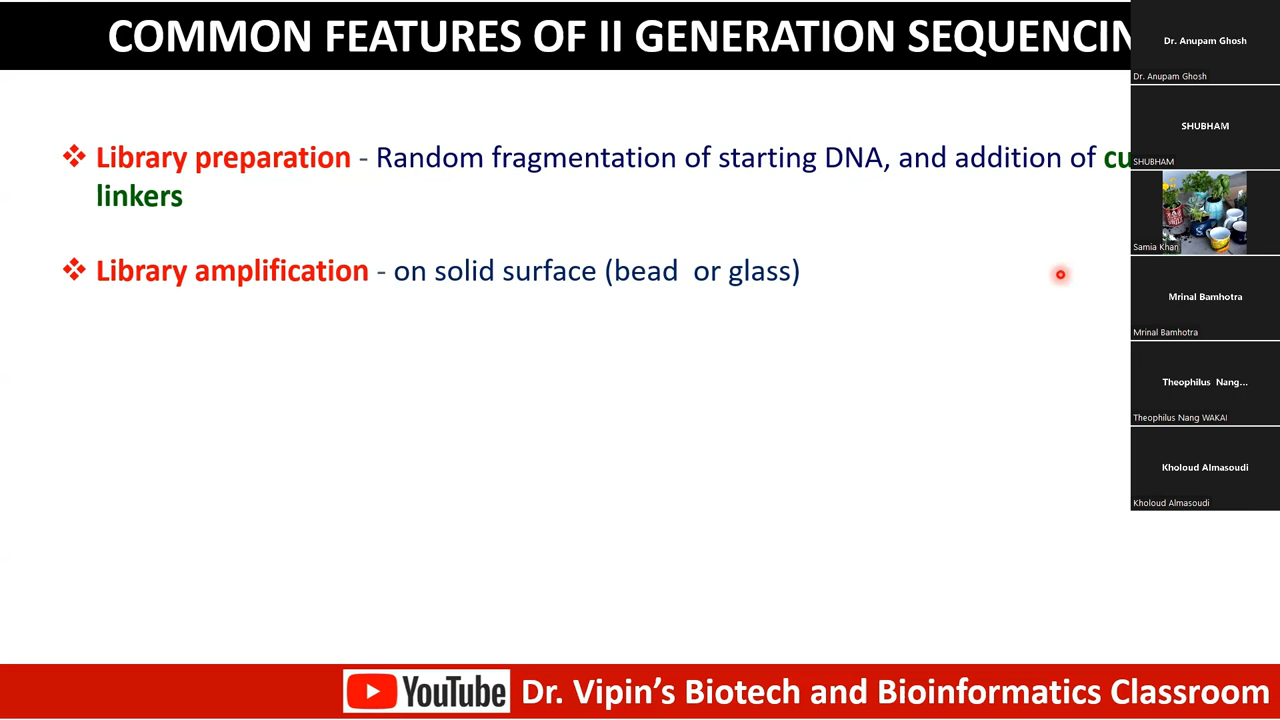 COMMON FEATURES OF II GENERATION SEQUENCIN
❖ Library preparation - Random fragmentation of starting DNA, and addition of
linkers
❖ Library amplification - on solid surface (bead or glass)
Dr. Anupam Ghosh
Dr. Anupam Ghosh
SHUBHAM
SHUBHAM
Samia Khan
Mrinal Bamhotra
Mrinal Bamhotra
Theophilus Nang...
Theophilus Nang WAKAI
Kholoud Almasoudi
Kholoud Almasoudi
YouTube Dr. Vipin's Biotech and Bioinformatics Classroom